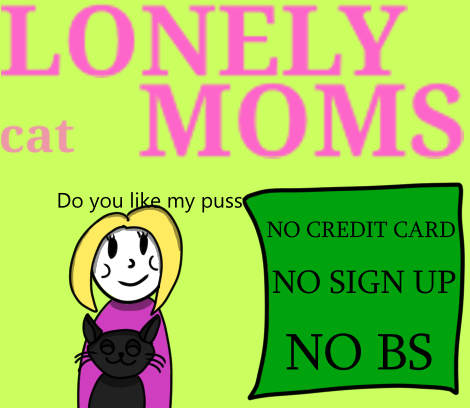 LONELY
cat MOMS
Do you like my puss
NO CREDIT CARD
NO SIGN UP
NO BS